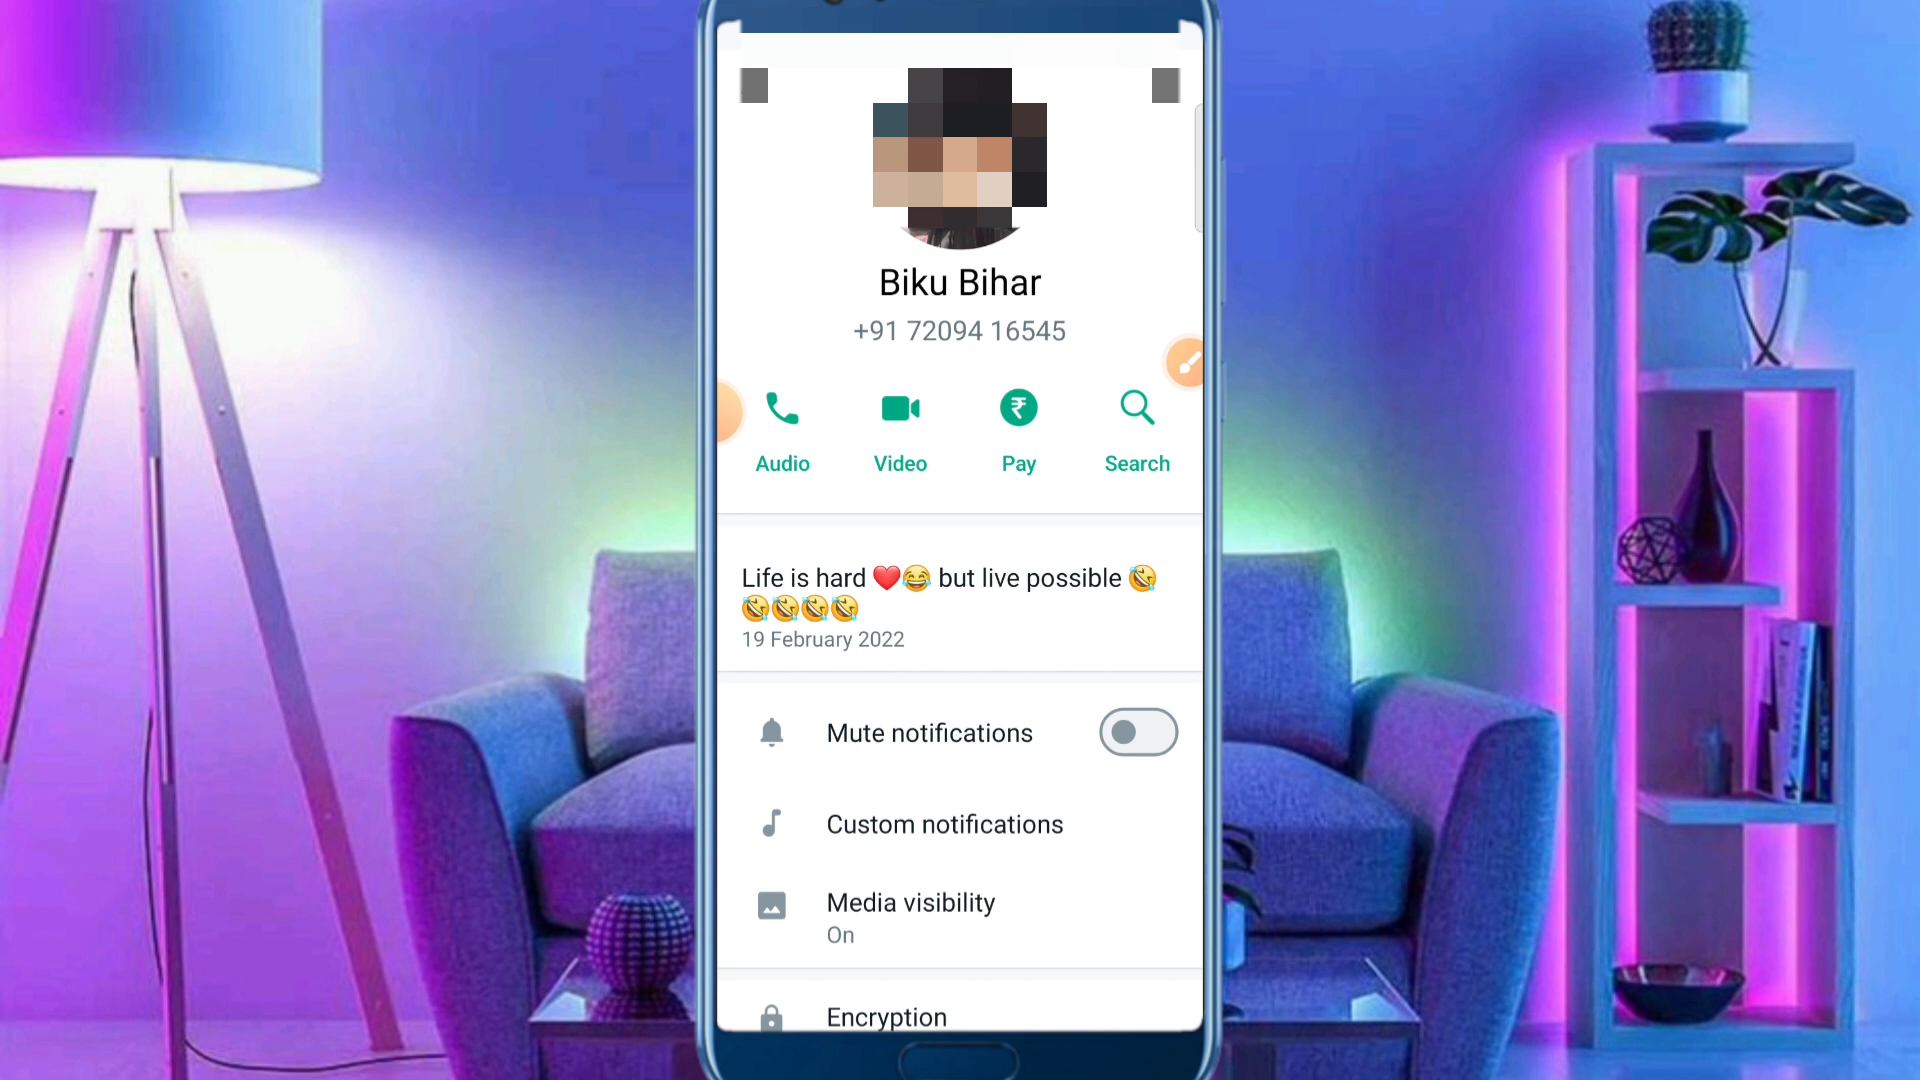 Biku Bihar
+91 72094 16545
Audio Video Pay Search
Life is hard ❤️😂 but live possible 🤣
🤣🤣🤣🤣
19 February 2022
Mute notifications
Custom notifications
Media visibility
On
Encryption